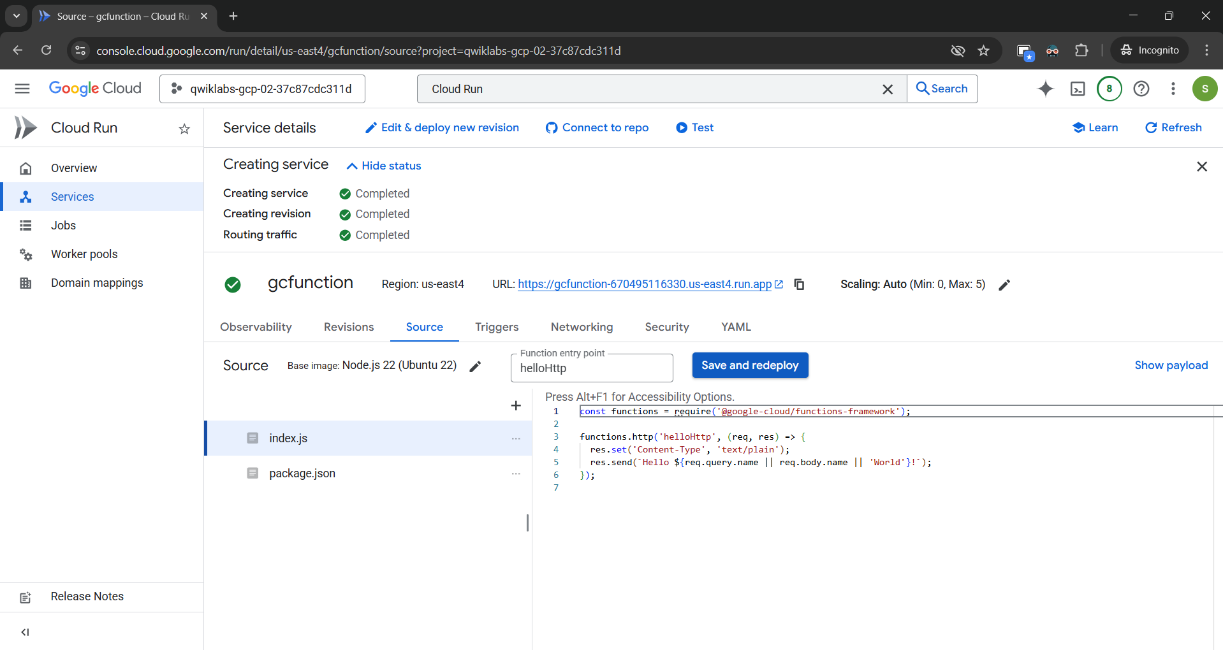 Source – gcfunction – Cloud Ru
console.cloud.google.com/run/detail/us-east4/gcfunction/source?project=qwiklabs-gcp-02-37c87cdc311d
Incognito
Google Cloud
qwiklabs-gcp-02-37c87cdc311d
Cloud Run
Search
8
S
Cloud Run
Service details
Edit & deploy new revision
Connect to repo
Test
Learn
Refresh
Overview
Services
Jobs
Worker pools
Domain mappings
Release Notes
Creating service
Hide status
Creating service Completed
Creating revision Completed
Routing traffic Completed
gcfunction
Region: us-east4
URL: https://gcfunction-670495116330.us-east4.run.app
Scaling: Auto (Min: 0, Max: 5)
Observability
Revisions
Source
Triggers
Networking
Security
YAML
Source
Base image: Node.js 22 (Ubuntu 22)
Function entry point
helloHttp
Save and redeploy
Show payload
index.js
package.json
Press Alt+F1 for Accessibility Options.
1 const functions = require('@google-cloud/functions-framework');
2
3 functions.http('helloHttp', (req, res) => {
4 res.set('Content-Type', 'text/plain');
5 res.send(`Hello ${req.query.name || req.body.name || 'World'}!`);
6 });
7